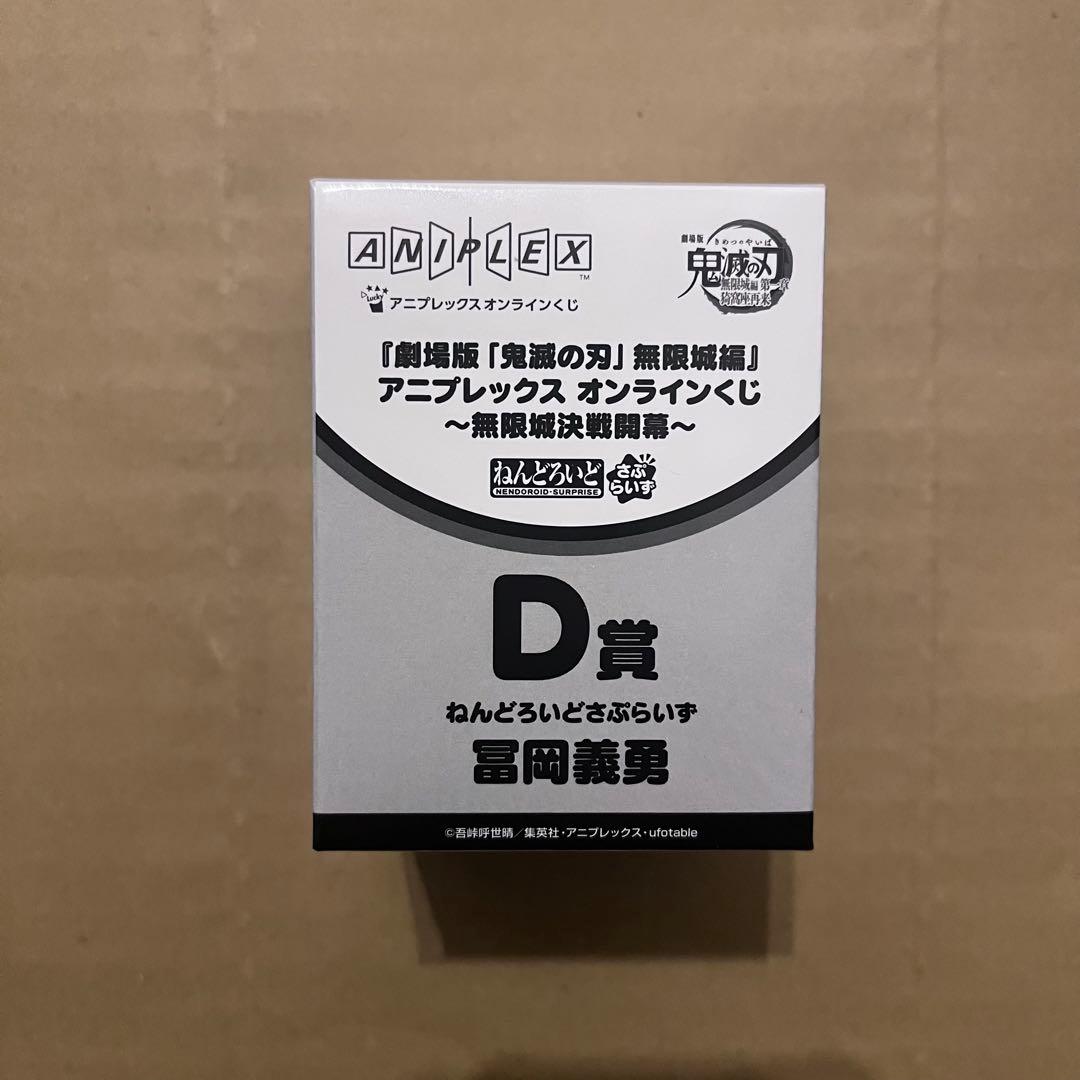 ANIPLEX™
Lucky アニプレックス オンラインくじ
劇場版 きめつのやいば
鬼滅の刃
無限城編 第一章
猗窩座再来
『劇場版「鬼滅の刃」無限城編』
アニプレックス オンラインくじ
～無限城決戦開幕～
ねんどろいど さぷ
NENDOROID・SURPRISE らいず
D賞
ねんどろいどさぷらいず
冨岡義勇
©吾峠呼世晴／集英社・アニプレックス・ufotable